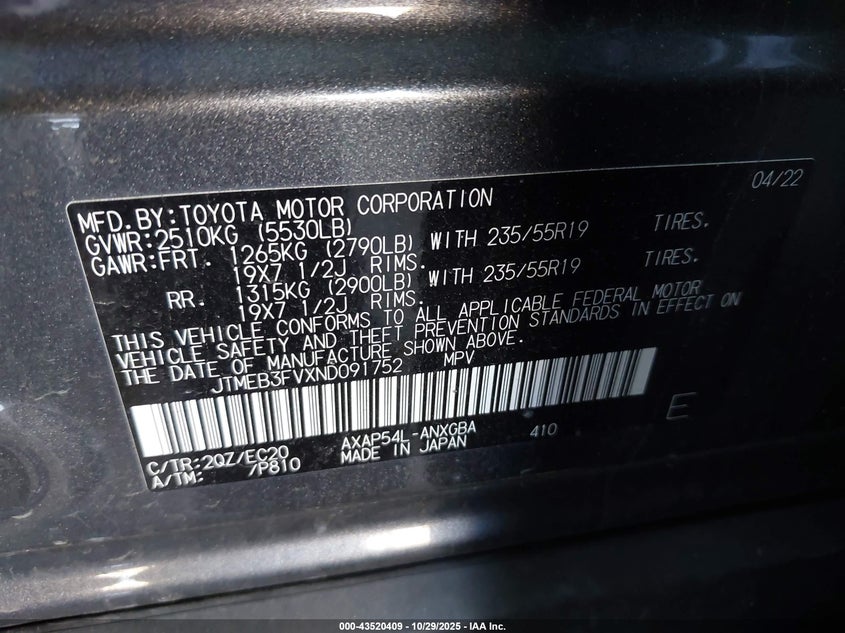 04/22
MFD.BY:TOYOTA MOTOR CORPORATION
GVWR:2510KG (5530LB)
GAWR:FRT. 1265KG (2790LB) WITH 235/55R19 TIRES.
19X7 1/2J RIMS.
RR. 1315KG (2900LB) WITH 235/55R19 TIRES.
19X7 1/2J RIMS.
THIS VEHICLE CONFORMS TO ALL APPLICABLE FEDERAL MOTOR
VEHICLE SAFETY AND THEFT PREVENTION STANDARDS IN EFFECT ON
THE DATE OF MANUFACTURE SHOWN ABOVE.
JTMEB3FVXND091752 MPV
C/TR:2QZ/EC20 AXAP54L-ANXGBA 410 E
A/TM: /P810 MADE IN JAPAN
000-43520409 - 10/29/2025 - IAA Inc.